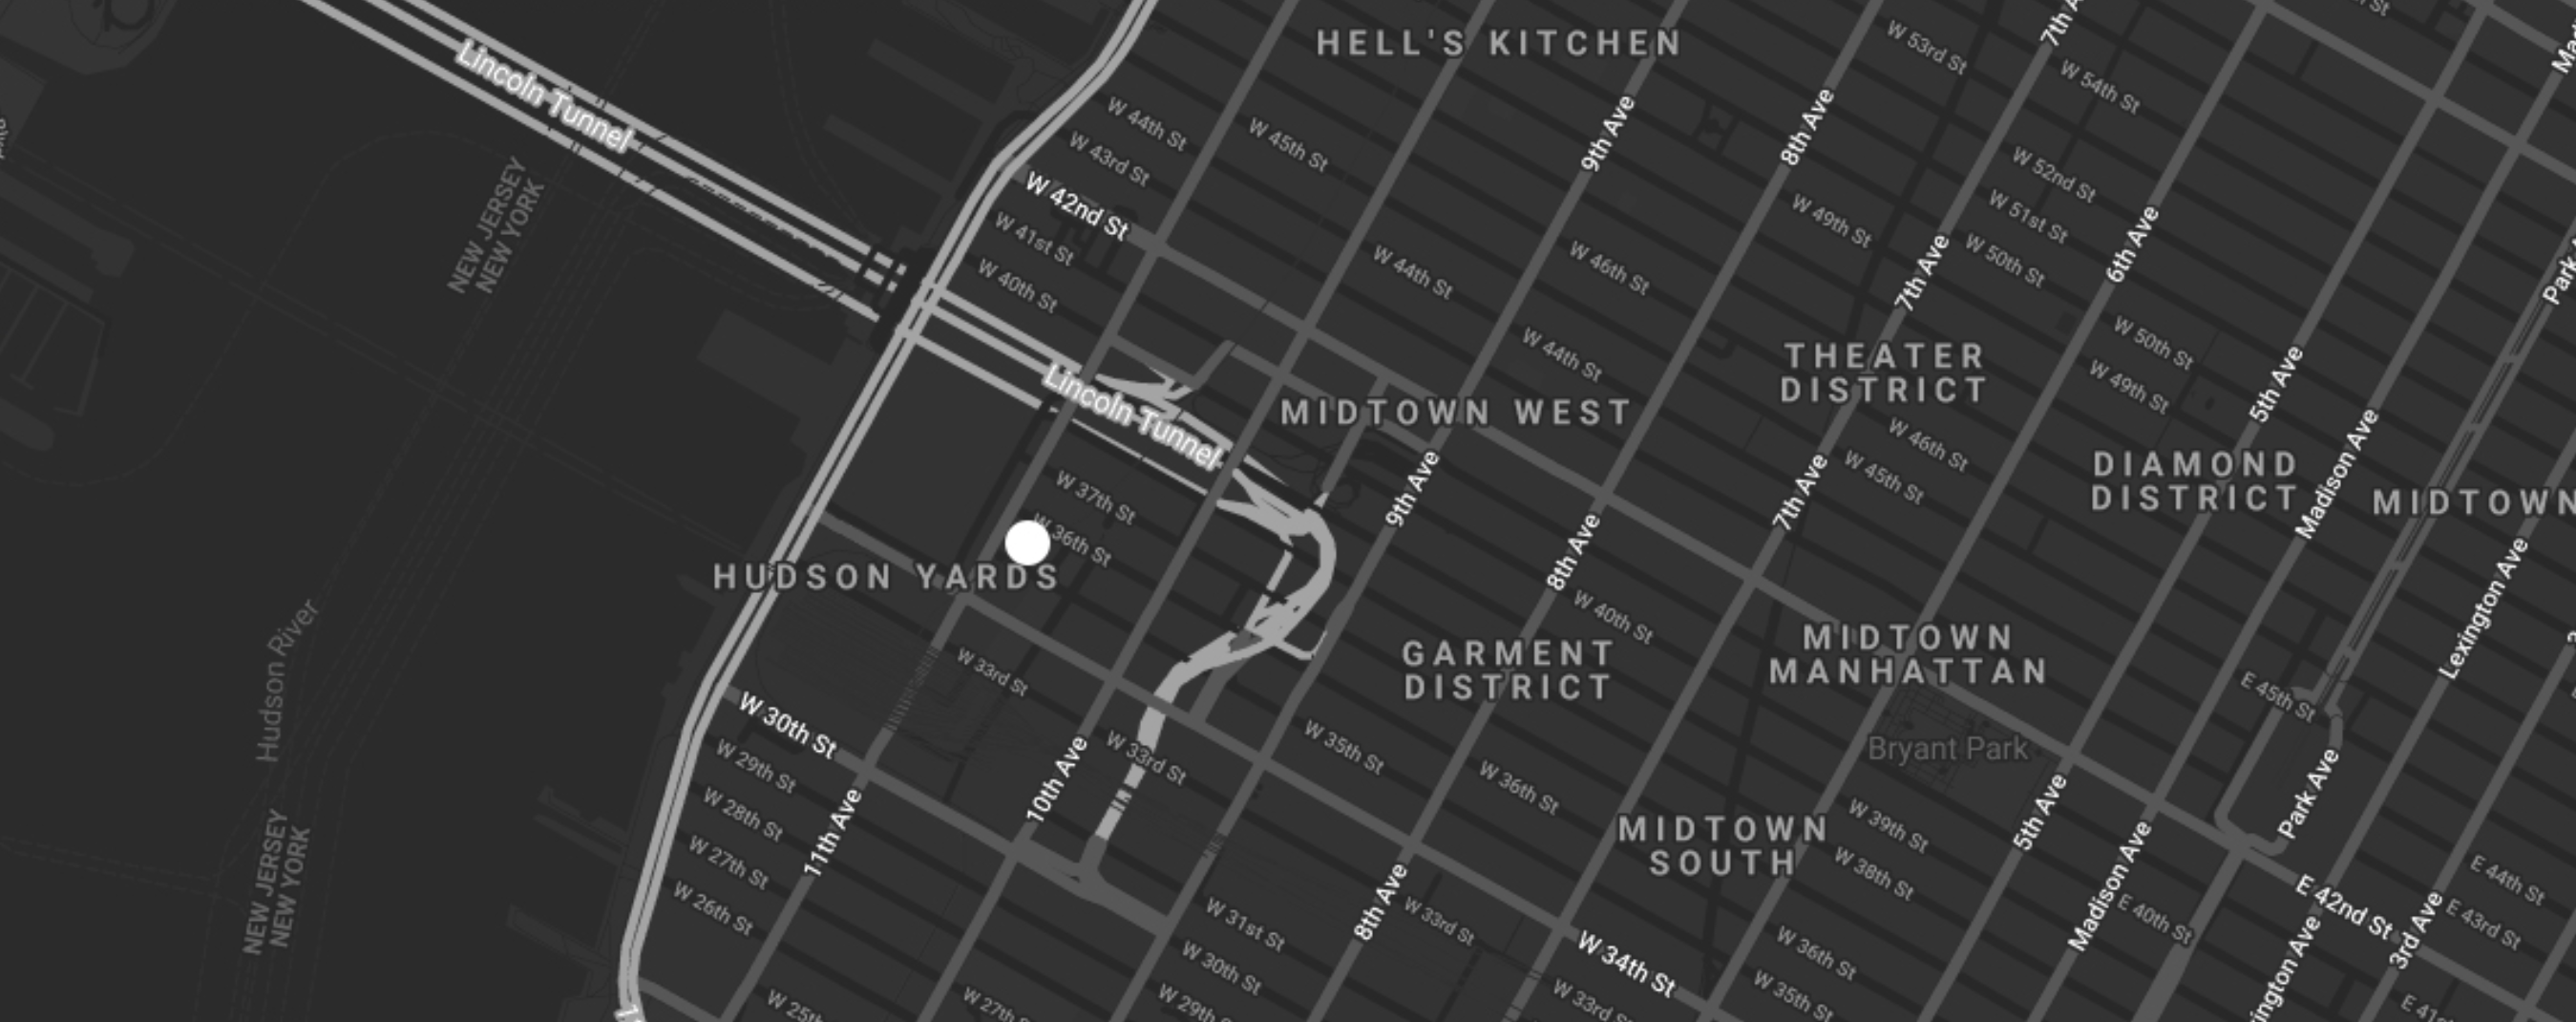 HELL'S KITCHEN
W 53rd St
7th A
W 54th St
Lincoln Tunnel
W 44th St
W 45th St
9th Ave
8th Ave
W 43rd St
W 52nd St
W 42nd St
W 51st St
NEW JERSEY
NEW YORK
W 41st St
W 44th St
W 46th St
W 49th St
W 50th St
7th Ave
6th Ave
Park
W 40th St
W 44th St
THEATER
DISTRICT
W 50th St
W 49th St
5th Ave
Lincoln Tunnel
MIDTOWN WEST
W 46th St
W 45th St
DIAMOND
DISTRICT
Madison Ave
MIDTOWN
W 37th St
9th Ave
7th Ave
W 36th St
8th Ave
HUDSON YARDS
Hudson River
W 40th St
Lexington Ave
GARMENT
DISTRICT
MIDTOWN
MANHATTAN
W 33rd St
E 45th St
W 30th St
W 29th St
W 28th St
W 27th St
W 26th St
W 25th
11th Ave
10th Ave
W 33rd St
W 35th St
W 36th St
Bryant Park
MIDTOWN
SOUTH
W 39th St
W 38th St
5th Ave
Park Ave
NEW JERSEY
NEW YORK
W 31st St
W 30th St
W 29th
W 27th
8th Ave
W 33rd St
W 34th St
W 33rd S
W 36th St
W 35th St
Madison Ave
E 40th St
E 42nd St
3rd Ave
E 44th St
E 43rd St
ington Ave
E 41s